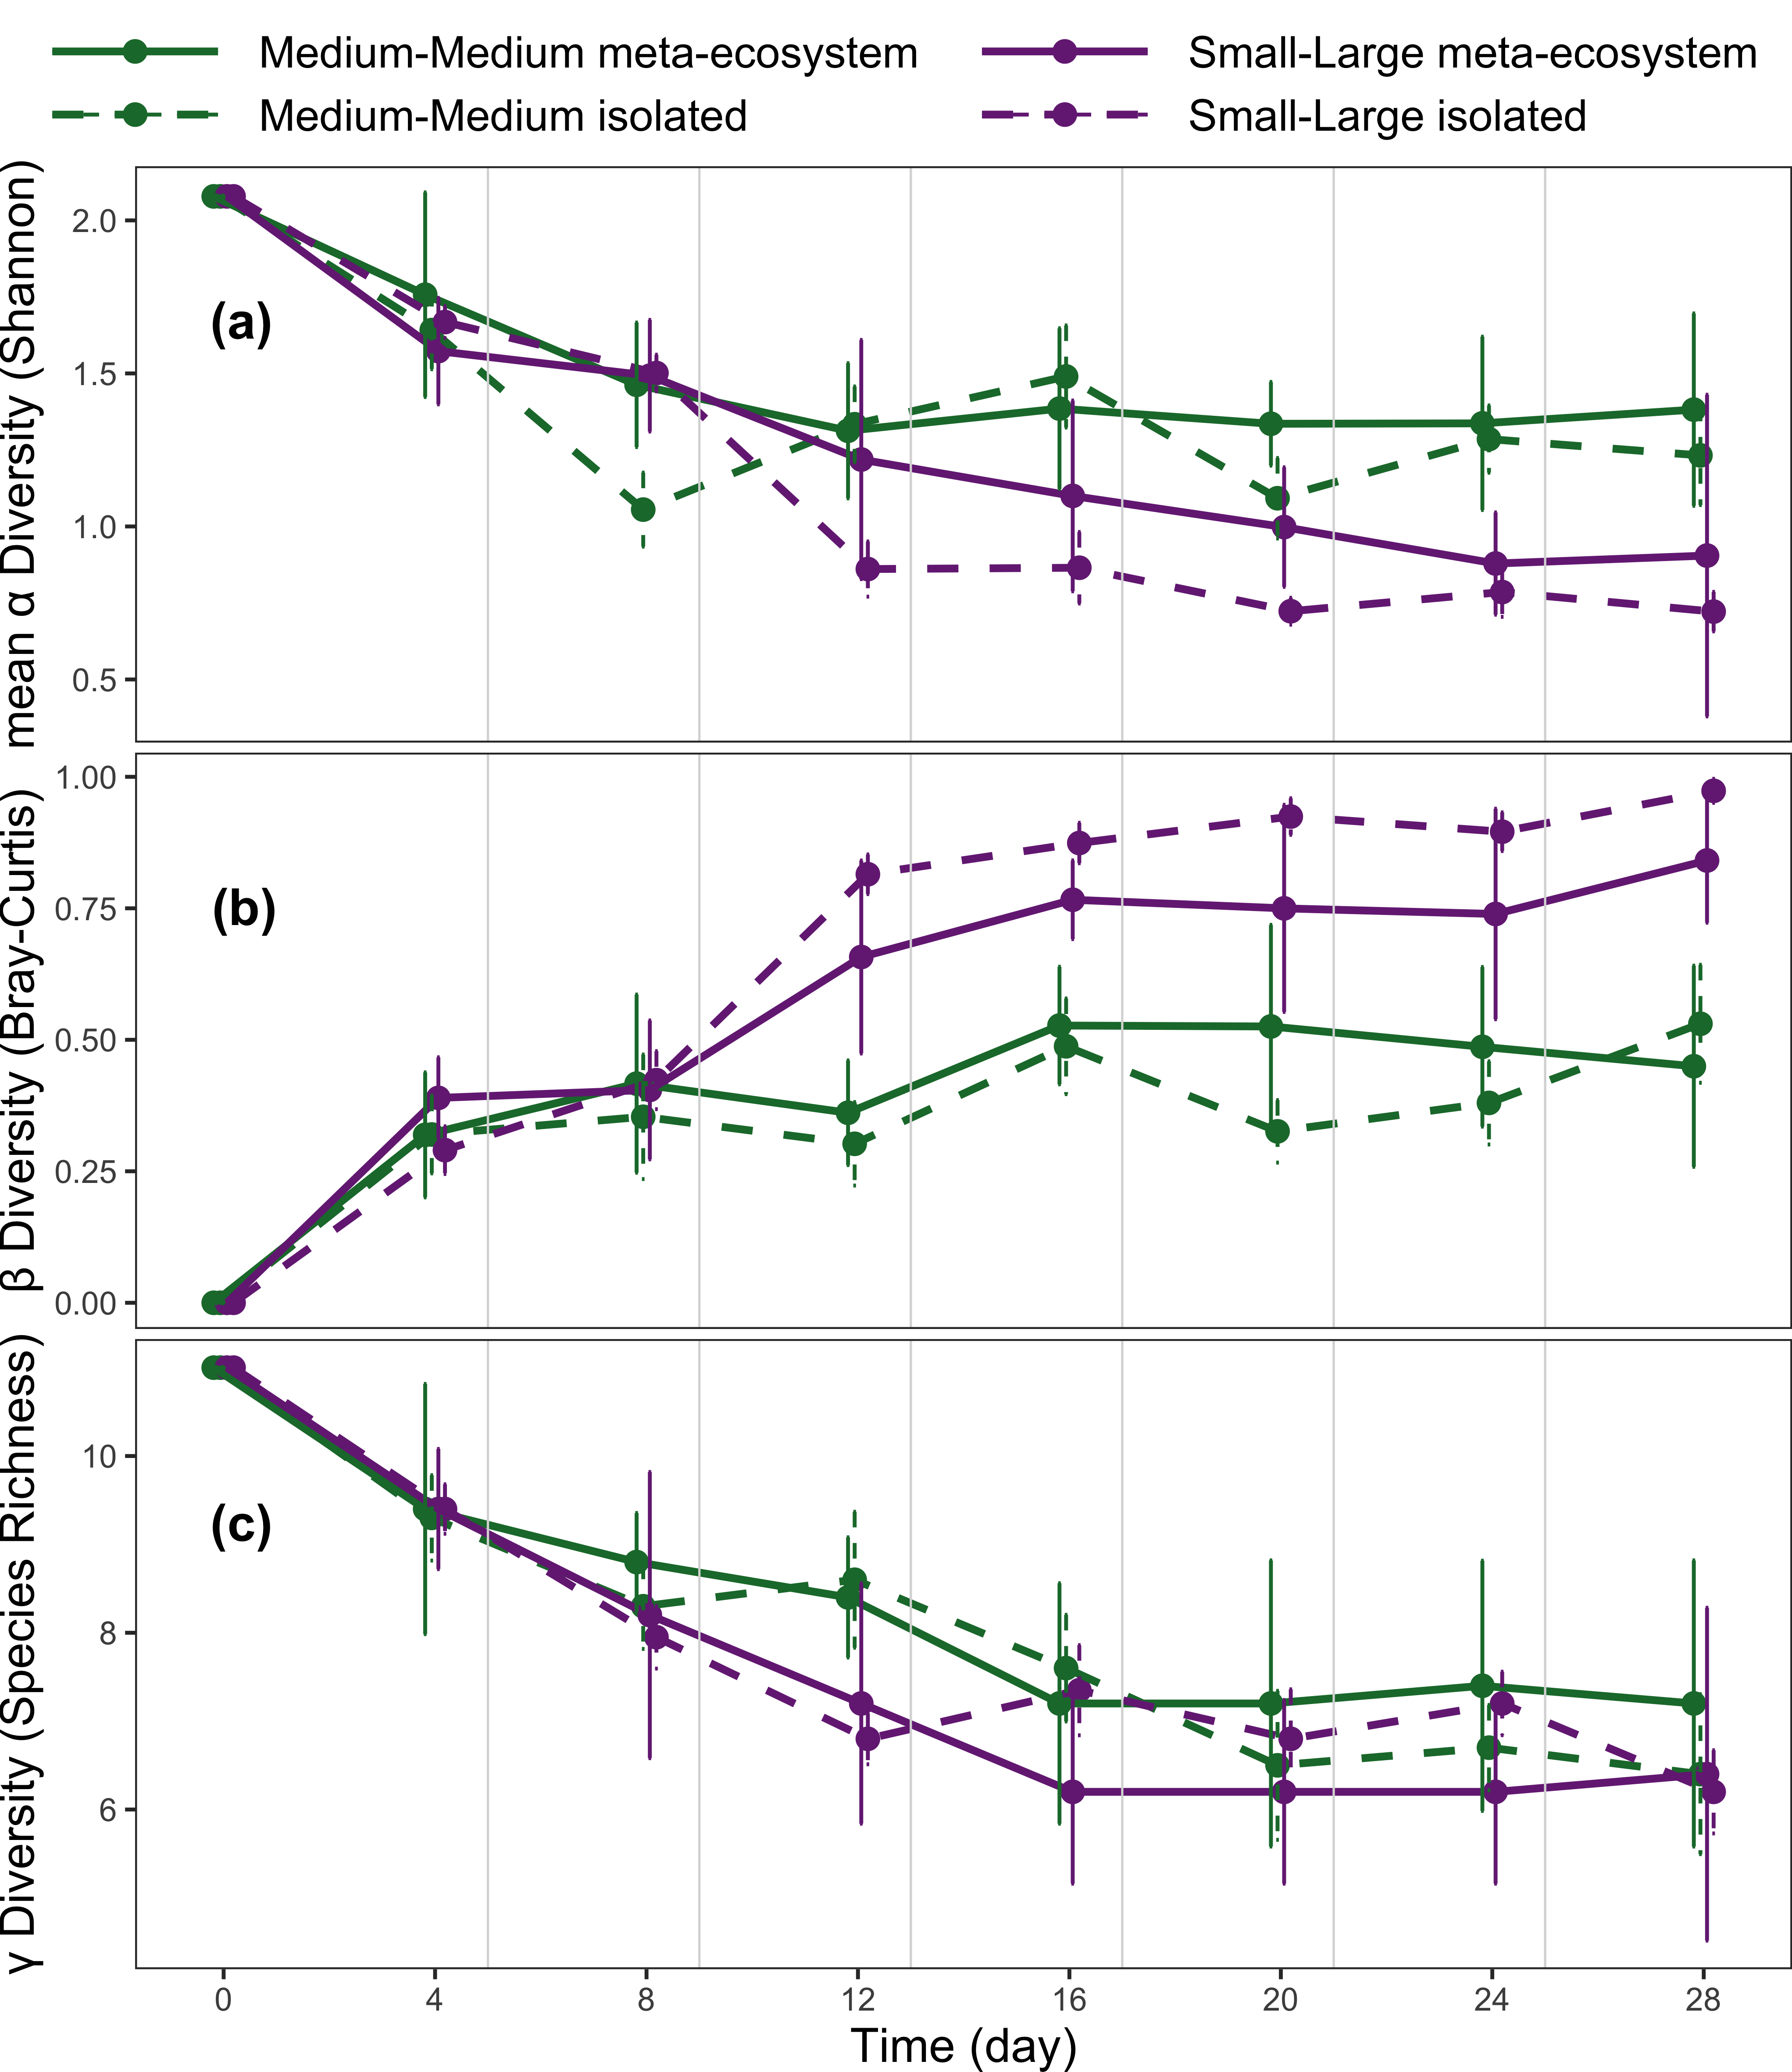 Medium-Medium meta-ecosystem
Small-Large meta-ecosystem
Medium-Medium isolated
Small-Large isolated
mean α Diversity (Shannon)
2.0
1.5
1.0
0.5
(a)
β Diversity (Bray-Curtis)
1.00
0.75
0.50
0.25
0.00
(b)
γ Diversity (Species Richness)
10
8
6
(c)
0 4 8 12 16 20 24 28
Time (day)